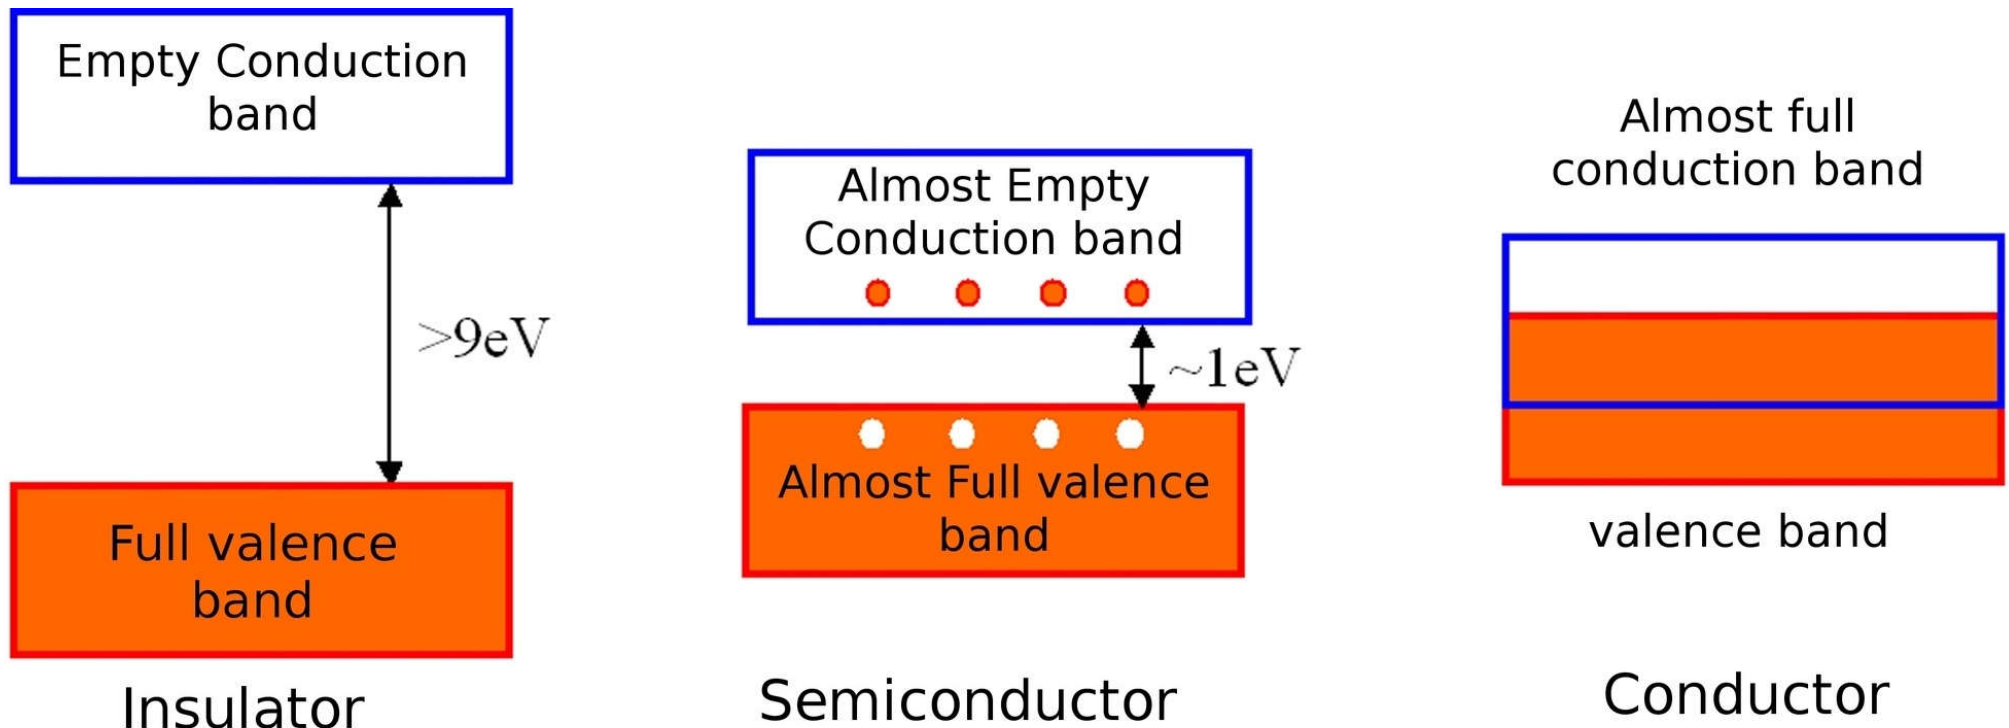 Empty Conduction
band
>9eV
Full valence
band
Insulator
Almost Empty
Conduction band
~1eV
Almost Full valence
band
Semiconductor
Almost full
conduction band
valence band
Conductor